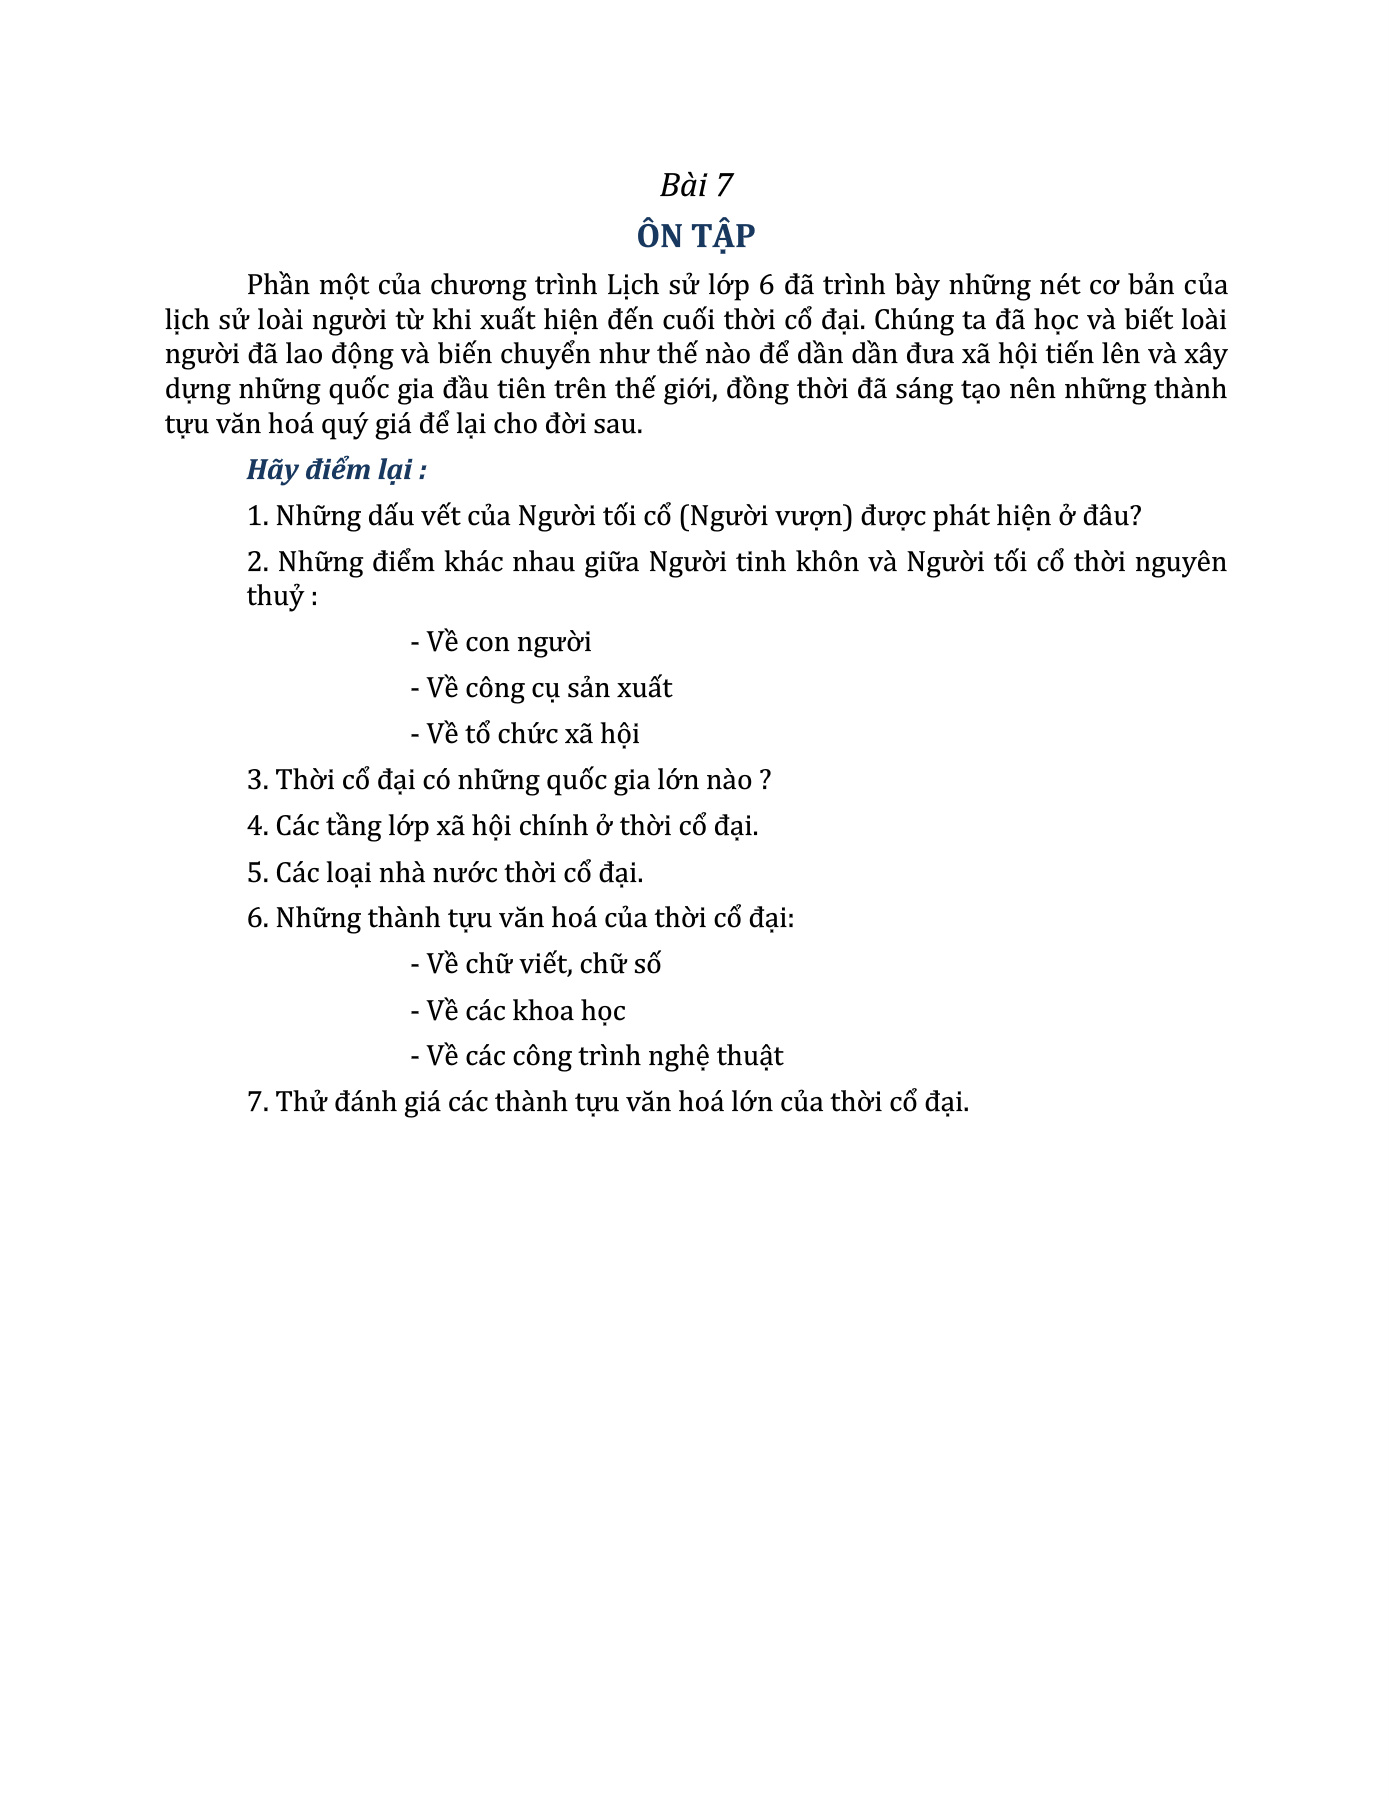 Bài 7
ÔN TẬP
Phần một của chương trình Lịch sử lớp 6 đã trình bày những nét cơ bản của
lịch sử loài người từ khi xuất hiện đến cuối thời cổ đại. Chúng ta đã học và biết loài
người đã lao động và biến chuyển như thế nào để dần dần đưa xã hội tiến lên và xây
dựng những quốc gia đầu tiên trên thế giới, đồng thời đã sáng tạo nên những thành
tựu văn hoá quý giá để lại cho đời sau.
Hãy điểm lại :
1. Những dấu vết của Người tối cổ (Người vượn) được phát hiện ở đâu?
2. Những điểm khác nhau giữa Người tinh khôn và Người tối cổ thời nguyên
thuỷ :
- Về con người
- Về công cụ sản xuất
- Về tổ chức xã hội
3. Thời cổ đại có những quốc gia lớn nào ?
4. Các tầng lớp xã hội chính ở thời cổ đại.
5. Các loại nhà nước thời cổ đại.
6. Những thành tựu văn hoá của thời cổ đại:
- Về chữ viết, chữ số
- Về các khoa học
- Về các công trình nghệ thuật
7. Thử đánh giá các thành tựu văn hoá lớn của thời cổ đại.